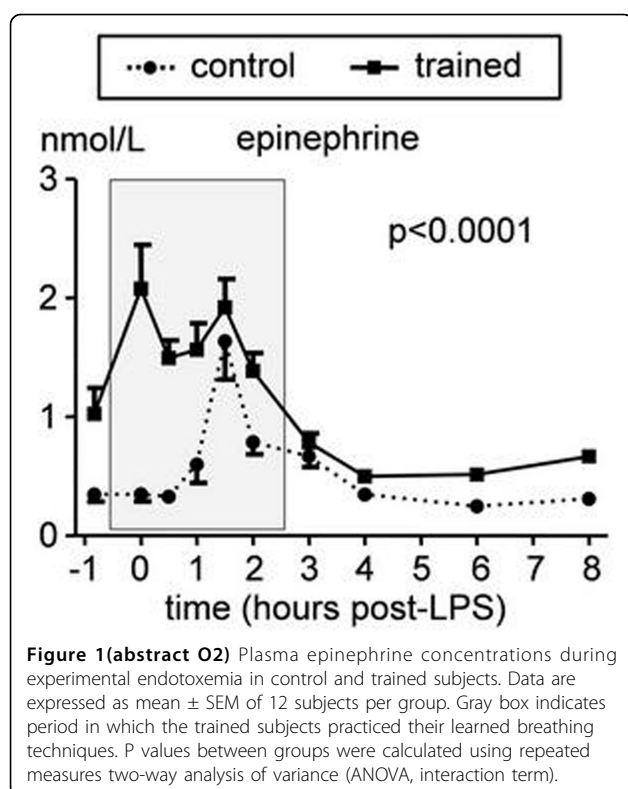 control trained
nmol/L epinephrine
3
p<0.0001
2
1
0
-1 0 1 2 3 4 5 6 7 8
time (hours post-LPS)
Figure 1(abstract O2) Plasma epinephrine concentrations during
experimental endotoxemia in control and trained subjects. Data are
expressed as mean ± SEM of 12 subjects per group. Gray box indicates
period in which the trained subjects practiced their learned breathing
techniques. P values between groups were calculated using repeated
measures two-way analysis of variance (ANOVA, interaction term).